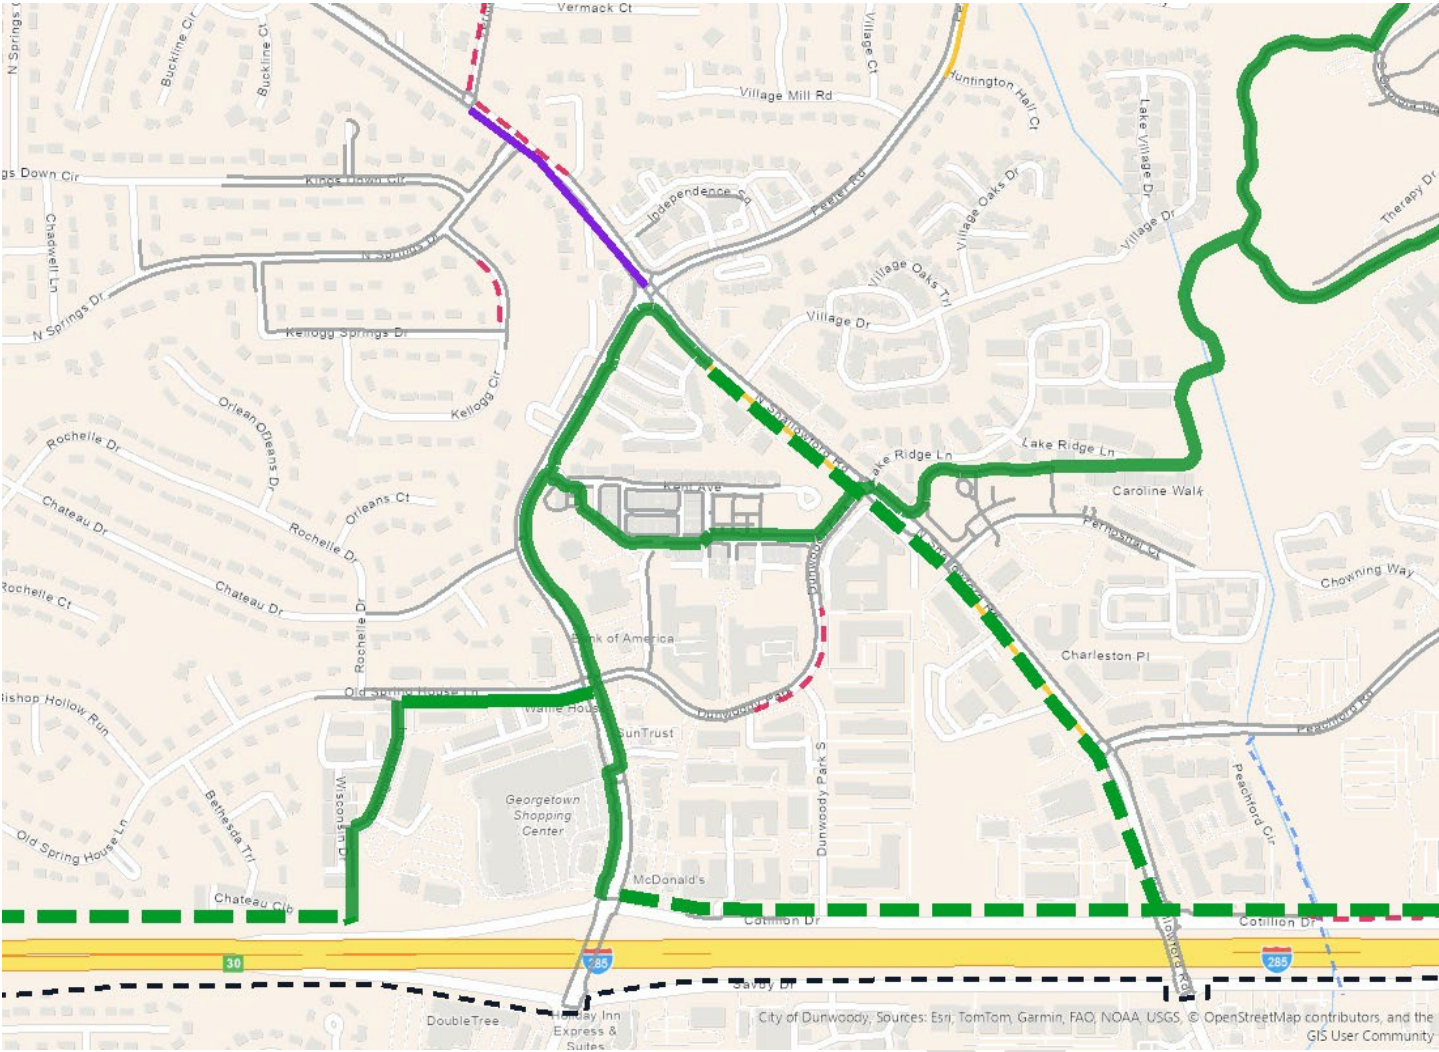 Vermack Ct
N Springs C
Buckline Cir
Buckline Ct
Village Ct
Huntington Hall Ct
Village Mill Rd
Lake Village Dr
gs Down Cir
Kings Down Cir
Independence Sq
Peeler Rd
Village Oaks Dr
Village Dr
Therapy Dr
Chadwell Ln
N Springs Dr
N Springs Dr
Village Oaks Trl
Village Dr
Kellogg Springs Dr
Kellogg Cir
Orleans Dr
Orleans Dr
N Shallowford Rd
Rochelle Dr
Lake Ridge Ln
Lake Ridge Ln
Kent Ave
Caroline Walk
Chateau Dr
Orleans Ct
Rochelle Dr
N Shallowford Rd
Pernoshal Ct
Chowning Way
Rochelle Ct
Chateau Dr
Rochelle Dr
Bank of America
Charleston Pl
Old Spring House Ln
Bishop Hollow Run
Waffle House
Dunwoody Park
SunTrust
Peachford Rd
Wisconsin Dr
Bethesda Trl
Georgetown
Shopping
Center
Dunwoody Park S
Peachford Cir
Old Spring House Ln
McDonald's
Chateau Clb
Cotillion Dr
Cotillion Dr
30
285
285
Savoy Dr
DoubleTree
Holiday Inn
Express &
Suites
City of Dunwoody, Sources: Esri, TomTom, Garmin, FAO, NOAA, USGS, © OpenStreetMap contributors, and the
GIS User Community